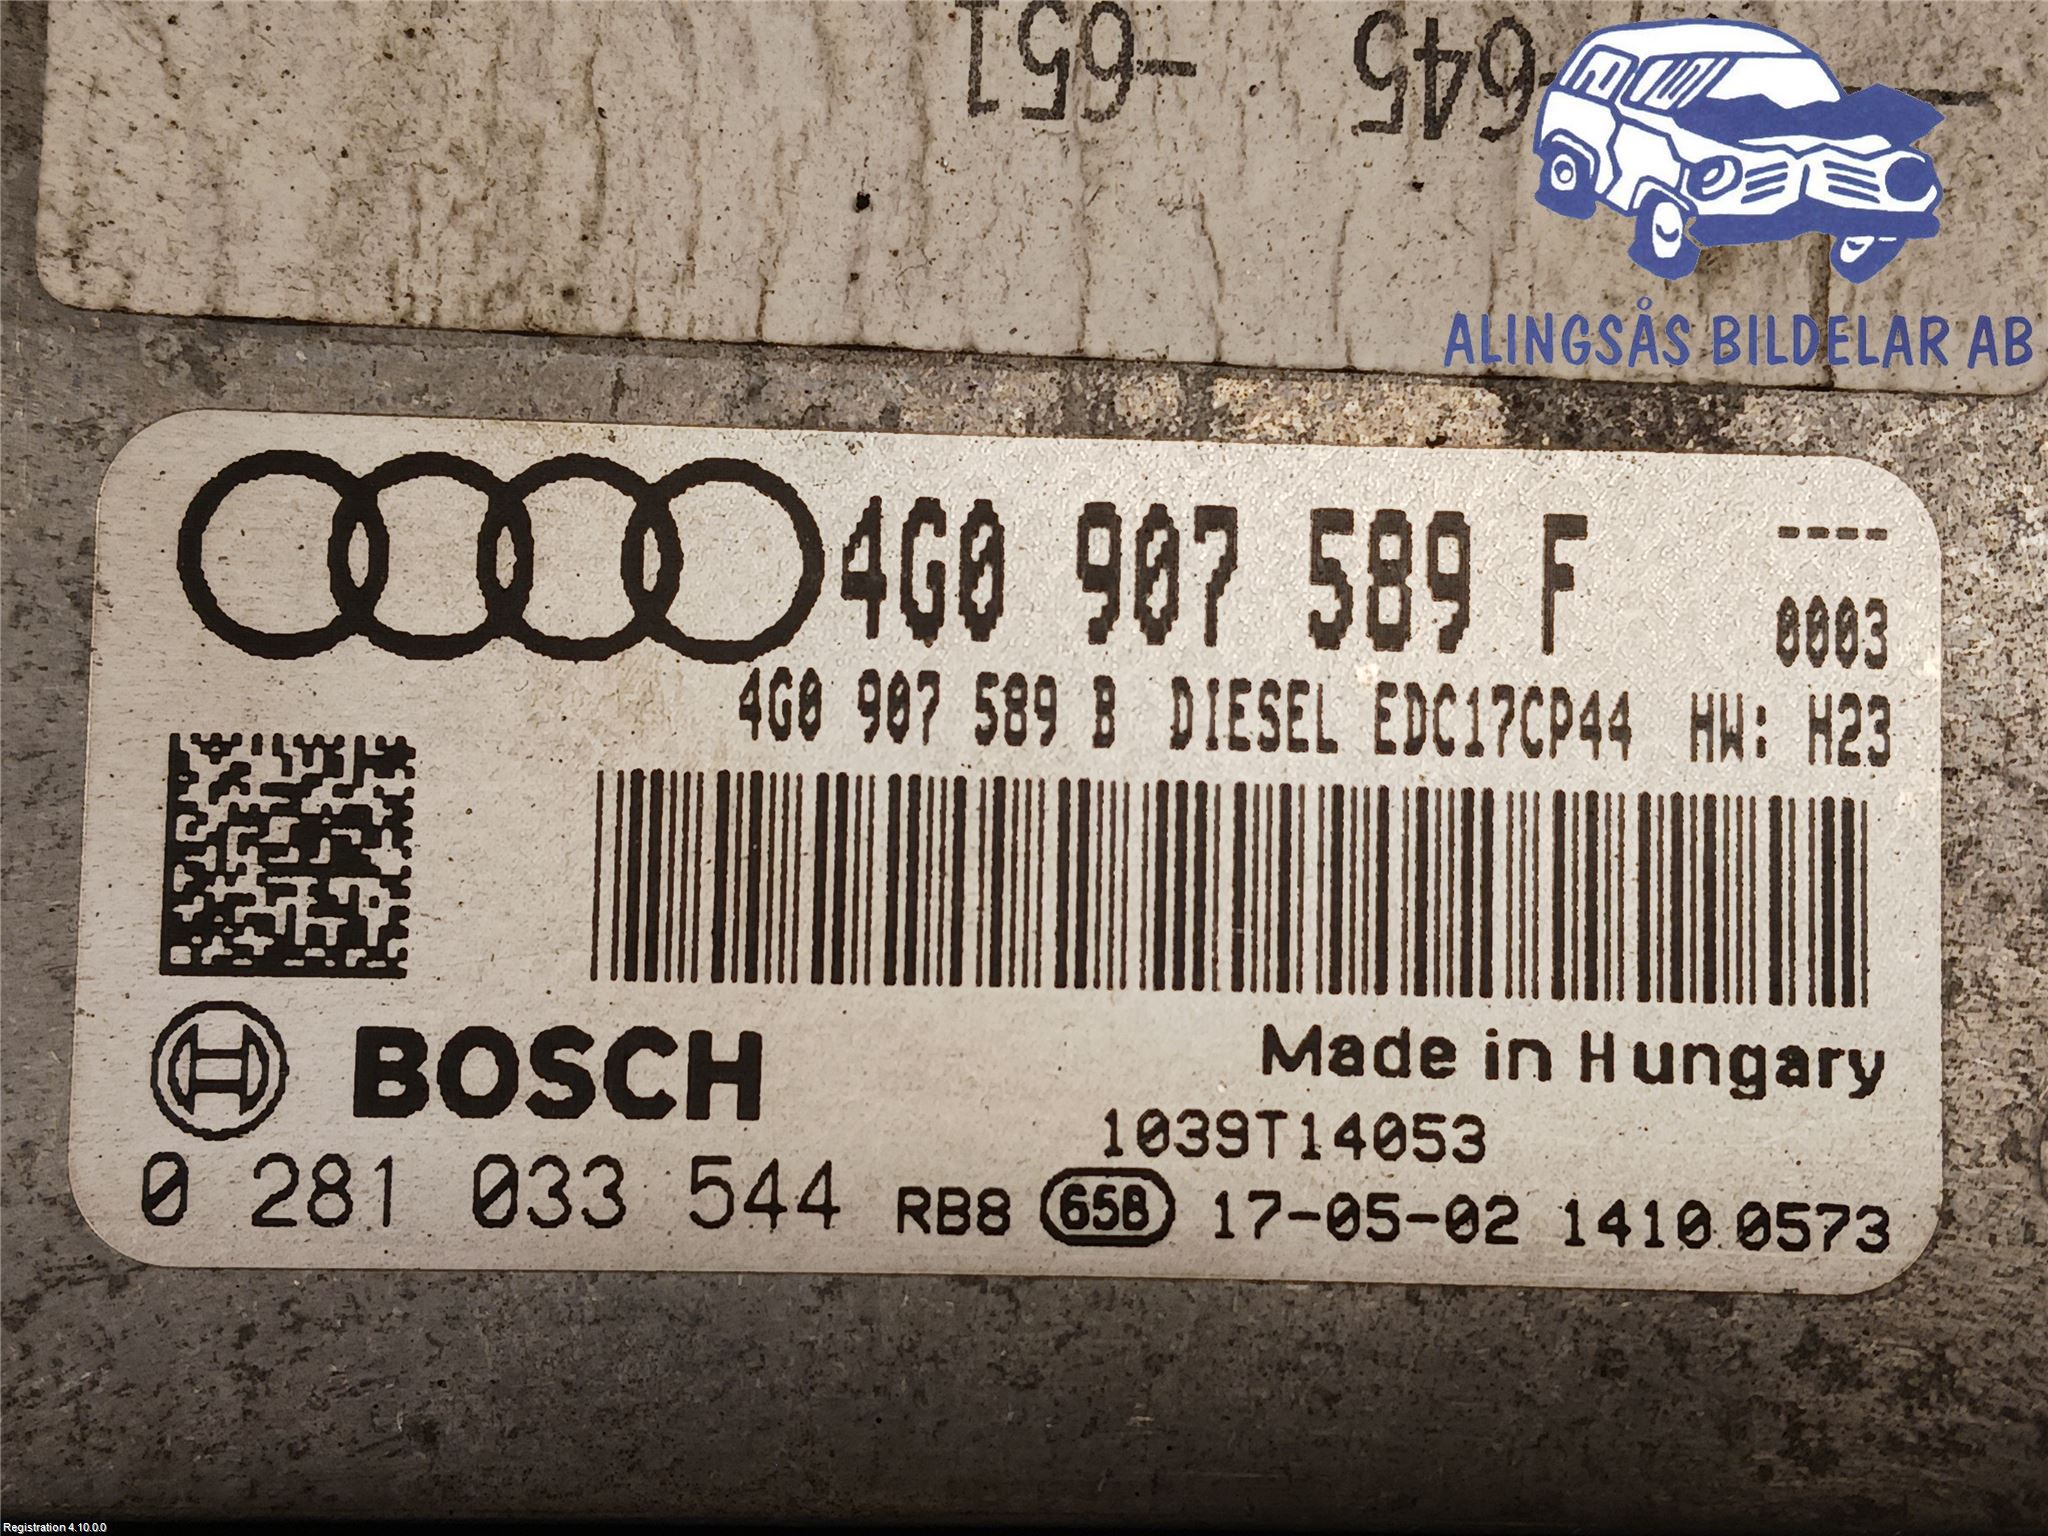 -651 -645
ALINGSÅS BILDELAR AB
4G0 907 589 F ----
0003
4G0 907 589 B DIESEL EDC17CP44 HW: H23
BOSCH
Made in Hungary
1039T14053
0 281 033 544 RB8 65B 17-05-02 1410 0573
Registration 4.10.0.0